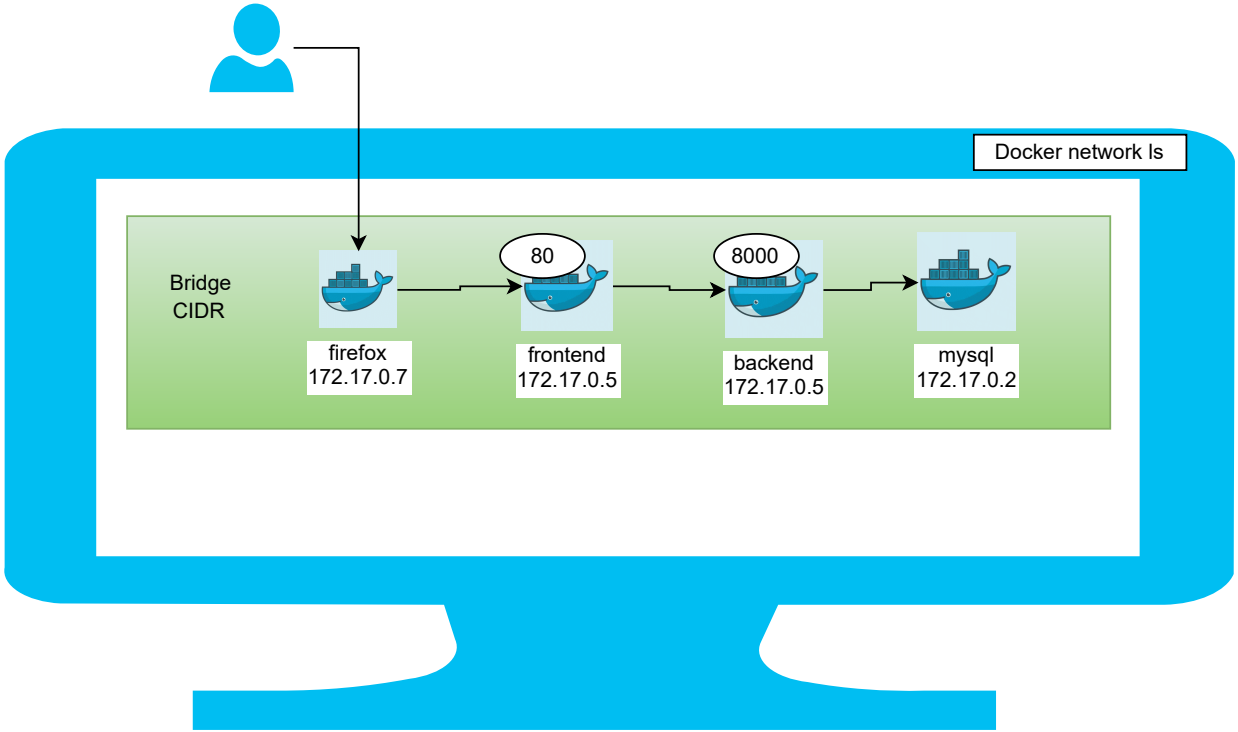 Docker network ls
Bridge
CIDR
80
8000
firefox
172.17.0.7
frontend
172.17.0.5
backend
172.17.0.5
mysql
172.17.0.2